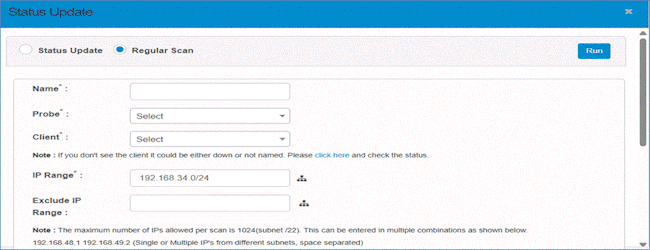 Status Update
Status Update Regular Scan Run
Name* :
Probe* : Select
Client* : Select
Note : If you don't see the client it could be either down or not named. Please click here and check the status.
IP Range* : 192.168.34.0/24
Exclude IP
Range :
Note : The maximum number of IPs allowed per scan is 1024(subnet /22). This can be entered in multiple combinations as shown below.
192.168.48.1 192.168.49.2 (Single or Multiple IP's from different subnets, space separated)